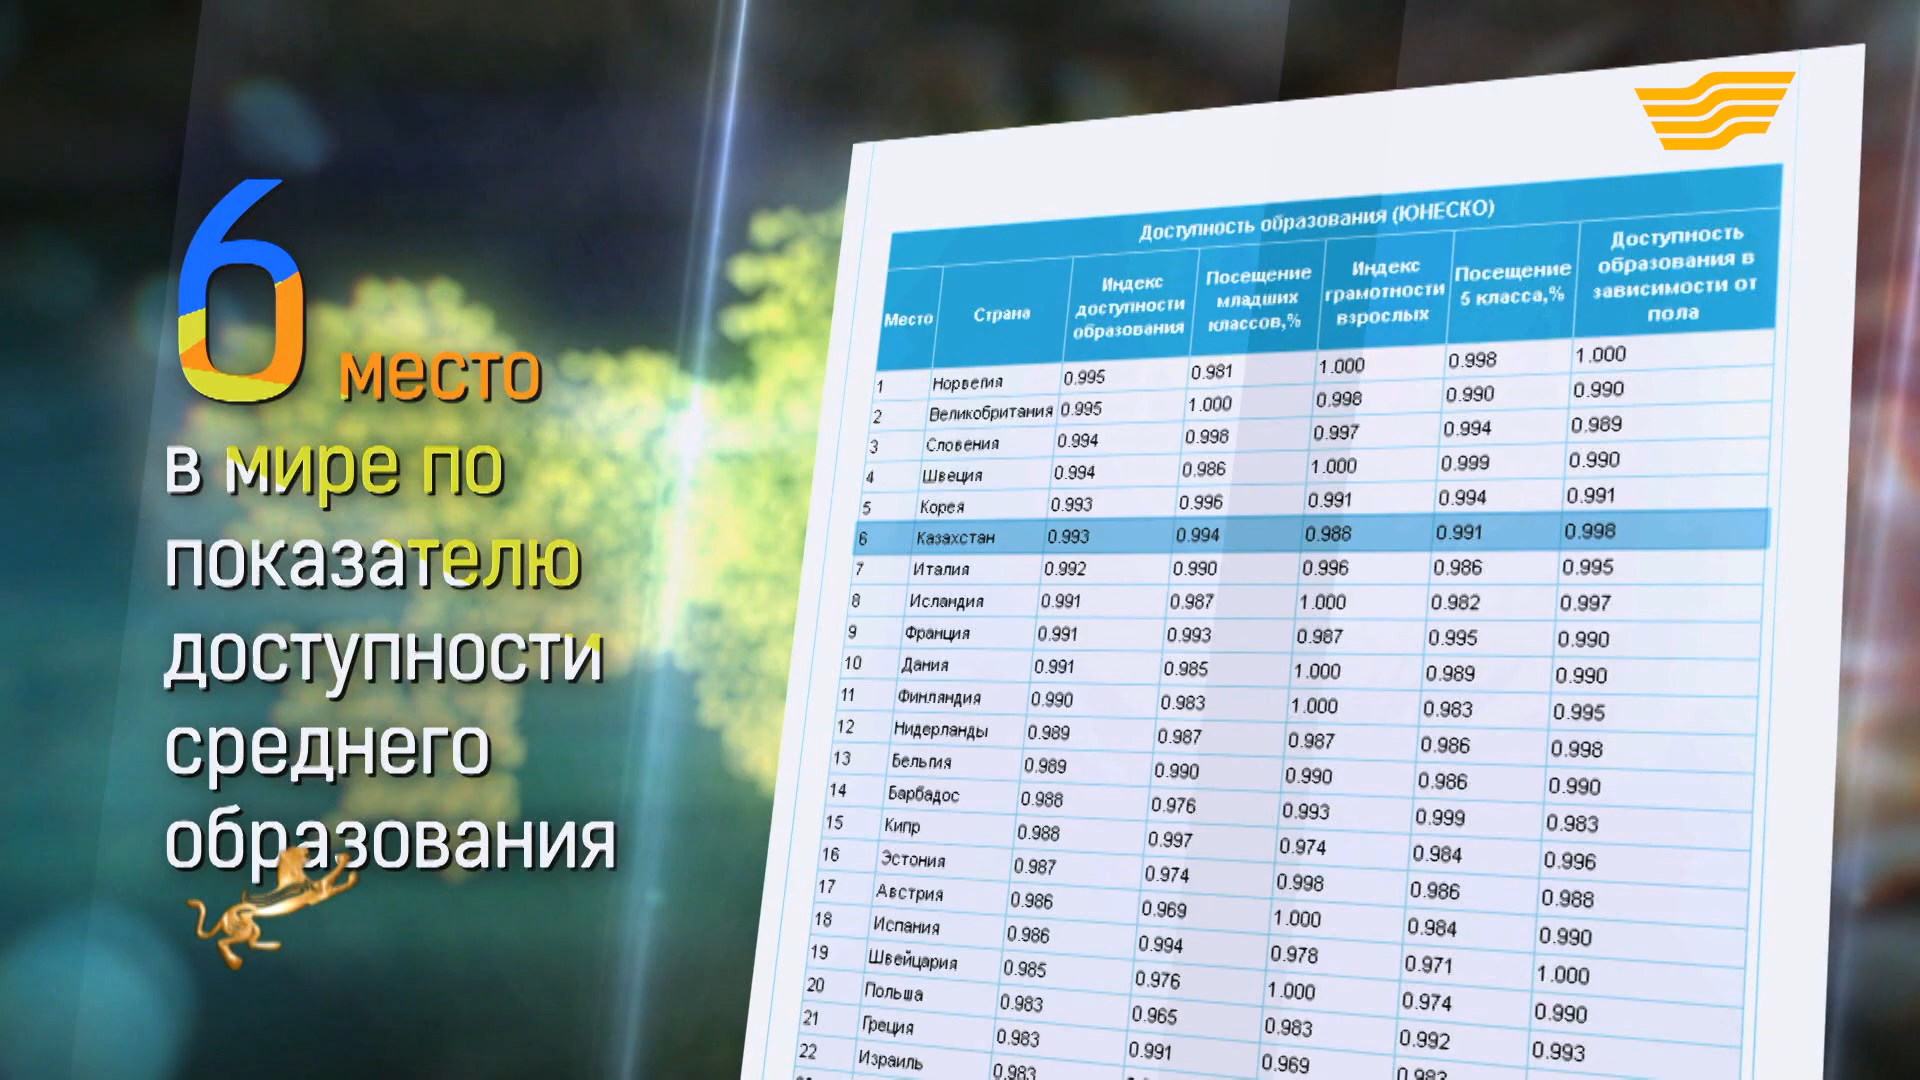 6 место
в мире по
показателю
доступности
среднего
образования
Доступность образования (ЮНЕСКО)
Место Страна Индекс доступности образования Посещение младших классов,% Индекс грамотности взрослых Посещение 5 класса,% Доступность образования в зависимости от пола
1 Норвегия 0.995 0.981 1.000 0.998 1.000
2 Великобритания 0.995 1.000 0.998 0.990 0.990
3 Словения 0.994 0.998 0.997 0.994 0.989
4 Швеция 0.994 0.986 1.000 0.999 0.990
5 Корея 0.993 0.996 0.991 0.994 0.991
6 Казахстан 0.993 0.994 0.988 0.991 0.998
7 Италия 0.992 0.990 0.996 0.986 0.995
8 Исландия 0.991 0.987 1.000 0.982 0.997
9 Франция 0.991 0.993 0.987 0.995 0.990
10 Дания 0.991 0.985 1.000 0.989 0.990
11 Финляндия 0.990 0.983 1.000 0.983 0.995
12 Нидерланды 0.989 0.987 0.987 0.986 0.998
13 Бельгия 0.989 0.990 0.990 0.986 0.990
14 Барбадос 0.988 0.976 0.993 0.999 0.983
15 Кипр 0.988 0.997 0.974 0.984 0.996
16 Эстония 0.987 0.974 0.998 0.986 0.988
17 Австрия 0.986 0.969 1.000 0.984 0.990
18 Испания 0.986 0.994 0.978 0.971 1.000
19 Швейцария 0.985 0.976 1.000 0.974 0.990
20 Польша 0.983 0.965 0.983 0.992 0.993
21 Греция 0.983 0.991 0.969 0.983
22 Израиль 0.983